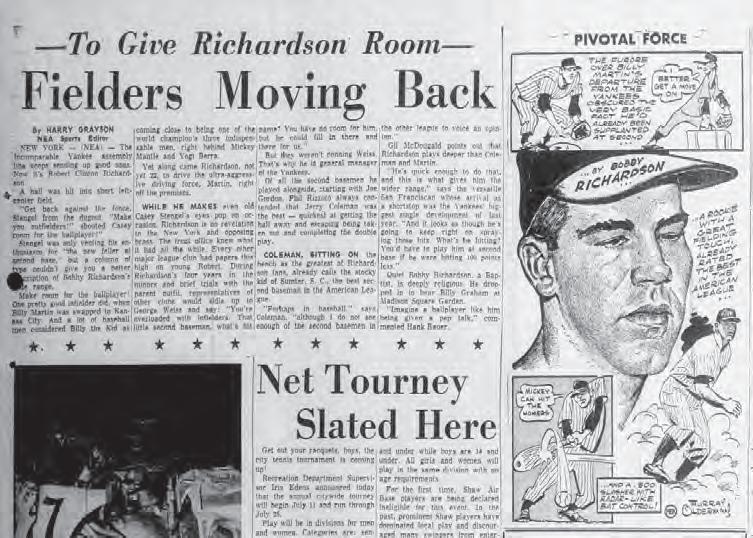 —To Give Richardson Room—
Fielders Moving Back
By HARRY GRAYSON
NEA Sports Editor
NEW YORK — (NEA) — The
incomparable Yankee assembly
line keeps sending up good ones.
Now it's Robert Clinton Richard-
son
A ball was hit into short left-
center field.
"Get back against the fence,
Stengel from the dugout "Make
you outfielders!" shouted Casey
room for the ballplayer!"
Stengel was only venting his en-
thusiasm for "the new feller at
second base," but a column of
type couldn't give you a better
description of Bobby Richardson's
range.
Make room for the ballplayer!
One pretty good infielder did, when
Billy Martin was swapped to Kan-
sas City. And a lot of baseball
men considered Billy the Kid as
coming close to being one of the
world champion's three indispen-
sable men, right behind Mickey
Mantle and Yogi Berra.
Yet along came Richardson, not
yet 22, to drive the ultra-aggress-
ive driving force, Martin, right
off the premises.
WHILE HE MAKES even old
Casey Stengel's eyes pop on oc-
casion, Richardson is no revelation
to the New York and opposing
brass. The front office knew what
it had all the while. Every other
major league club had papers this
high on young Robert. During
Richardson's four years in the
minors and brief trials with the
parent outfit, representatives of
other clubs would sidle up to
George Weiss and say: "You're
overloaded with infielders. That
little second baseman, what's his
name? You have no room for him,
but he could fill in there and
there for us."
But they weren't conning Weiss.
That's why he is general manager
of the Yankees.
Of all the second basemen he
played alongside, starting with Joe
Gordon, Phil Rizzuto always con-
tended that Jerry Coleman was
the best — quickest at getting the
ball away and escaping being tak-
en out and completing the double
play.
COLEMAN, SITTING ON the
heads as the greatest of Richard-
son fans, already calls the stocky
kid of Sumter, S. C., the best sec-
ond baseman in the American Lea-
gue.
"Perhaps in baseball," says
Coleman, "although I do not see
enough of the second basemen in
the other league to voice an opin-
ion."
Gil McDougald points out that
Richardson plays deeper than Cole-
man and Martin.
"He's quick enough to do that,
and this is what gives him the
wider range," says the versatile
San Franciscan whose arrival as
a shortstop was the Yankees' big-
gest single development of last
year. "And it looks as though he's
going to keep right on spray-
ing those hits. What's he hitting?
You'd have to play him at second
base if he were hitting 100 points
less."
Quiet Bobby Richardson, a Bap-
tist, is deeply religious. He drop-
ped in to hear Billy Graham at
Madison Square Garden.
"Imagine a ballplayer like him
being given a pep talk," com-
mented Hank Bauer.
Net Tourney
Slated Here
Get out your racquets, boys, the
city tennis tournament is coming
up!
Recreation Department Supervi-
sor Iris Edens announced today
that the annual citywide tourney
will begin July 11 and run through
July 26.
Play will be in divisions for men
and women. Categories are: sen-
and under while boys are 14 and
under. All girls and women will
play in the same division with no
age requirements
For the first time, Shaw Air
Base players are being declared
ineligible for this event. In the
past, prominent Shaw players have
dominated local play and discour-
aged many swingers from enter-
PIVOTAL FORCE
THE FURORE
OVER BILLY
MARTIN'S
DEPARTURE
FROM THE
YANKEES
OBSCURED THE
VERY BASIC
FACT HE'D
ALREADY BEEN
SUPPLANTED
AT SECOND
I
BETTER
GET A MOVE
ON
...BY BOBBY
RICHARDSON
A ROOKIE
WITH A
GREAT
FIELDING
TOUCH,
ALREADY
RATED
THE BEST
IN THE
AMERICAN
LEAGUE...
MICKEY
CAN HIT
THE
HOMERS
...AND A .300
SLASHER WITH
RADAR-LIKE
BAT CONTROL!
MURRAY
OLDERMAN